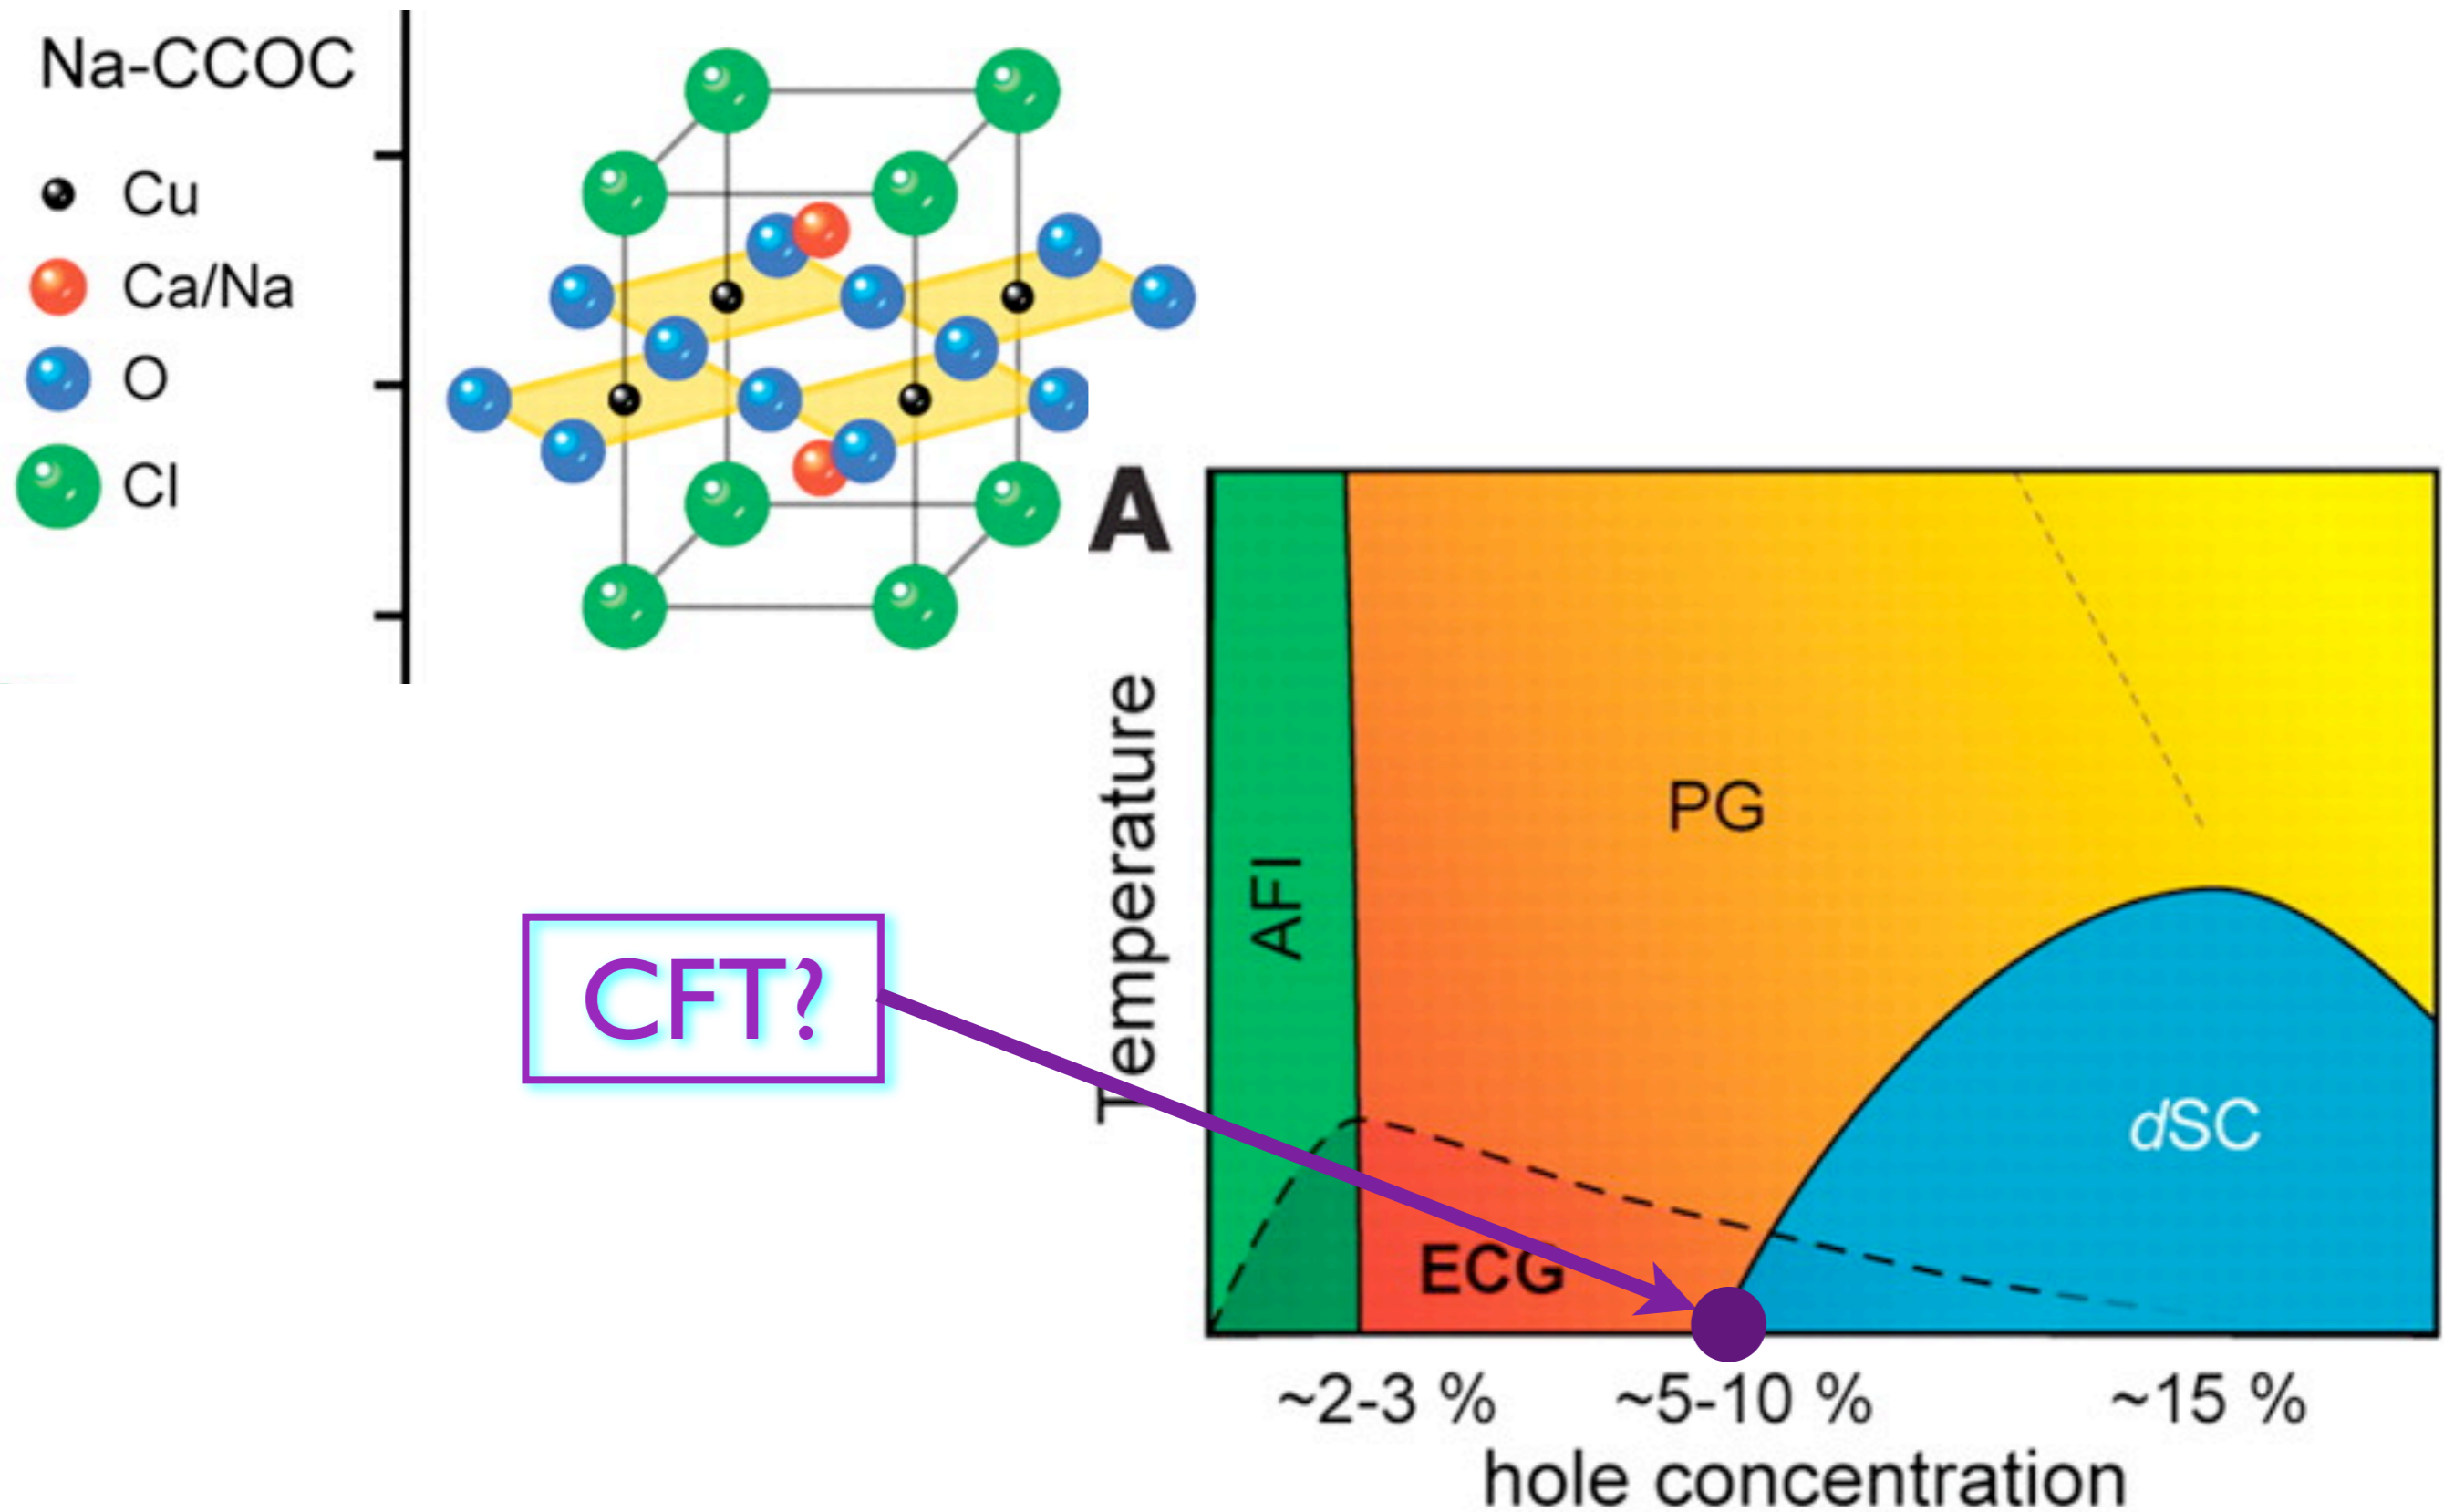 Na-CCOC
Cu
Ca/Na
O
Cl
A
Temperature
AFI
PG
CFT?
dSC
ECG
~2-3 %
~5-10 %
~15 %
hole concentration